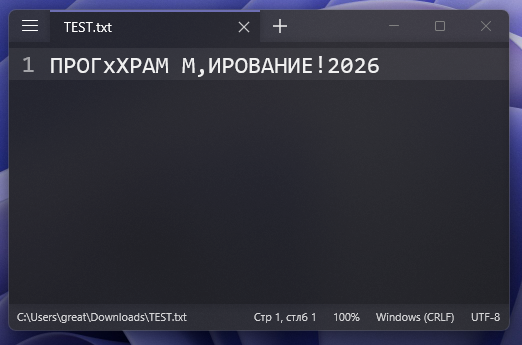 TEST.txt
1 ПРОГхХРАМ М,ИРОВАНИЕ!2026
C:\Users\great\Downloads\TEST.txt Стр 1, стлб 1 100% Windows (CRLF) UTF-8